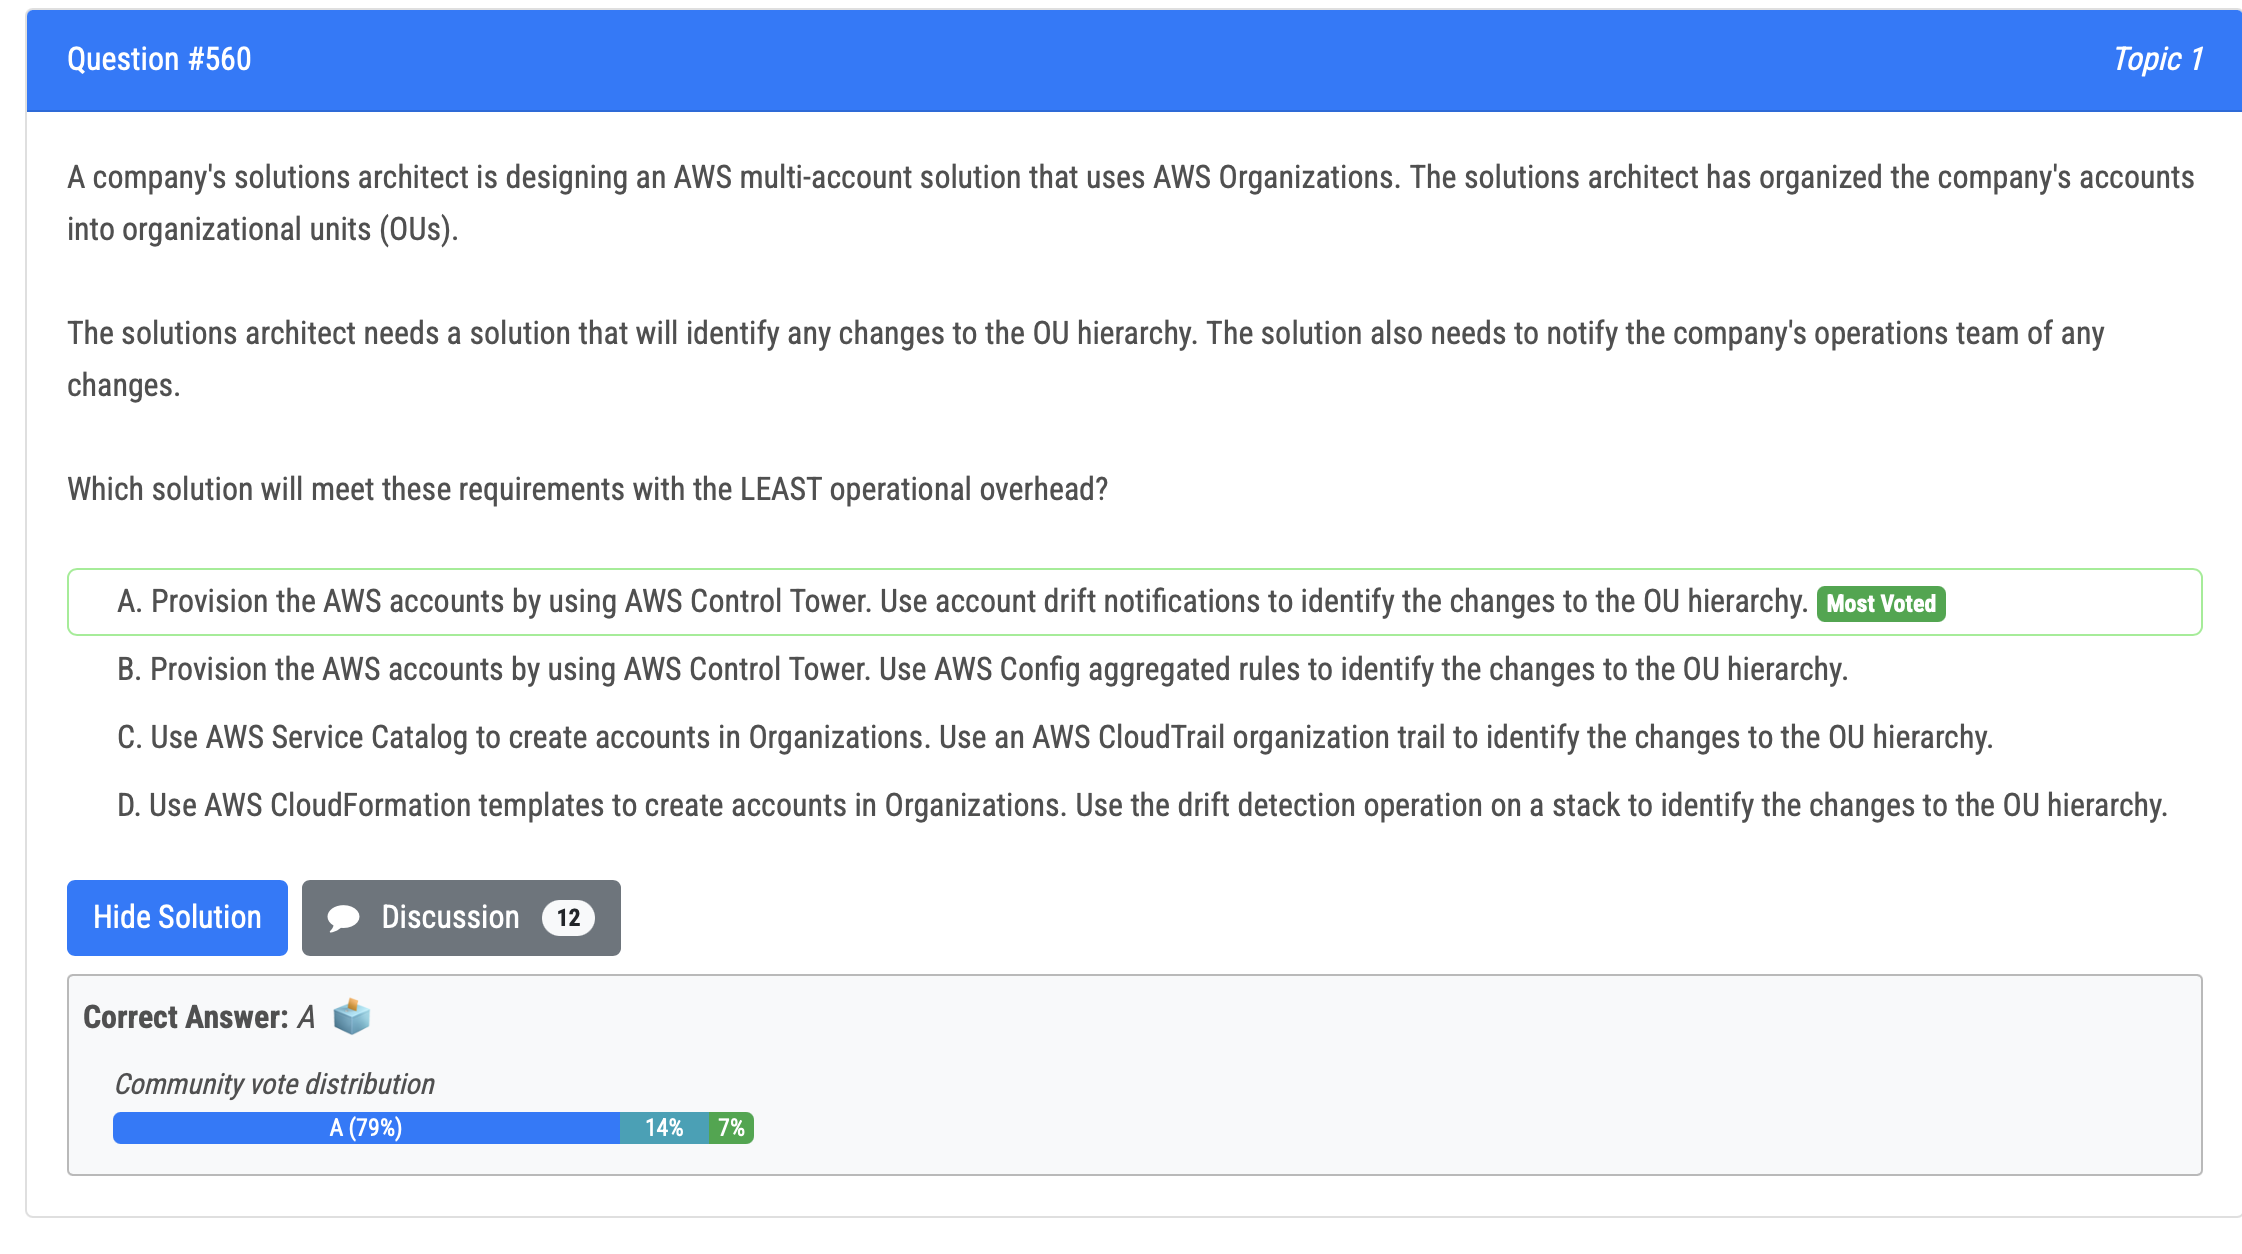 Question #560
Topic 1
A company's solutions architect is designing an AWS multi-account solution that uses AWS Organizations. The solutions architect has organized the company's accounts
into organizational units (OUs).
The solutions architect needs a solution that will identify any changes to the OU hierarchy. The solution also needs to notify the company's operations team of any
changes.
Which solution will meet these requirements with the LEAST operational overhead?
A. Provision the AWS accounts by using AWS Control Tower. Use account drift notifications to identify the changes to the OU hierarchy. Most Voted
B. Provision the AWS accounts by using AWS Control Tower. Use AWS Config aggregated rules to identify the changes to the OU hierarchy.
C. Use AWS Service Catalog to create accounts in Organizations. Use an AWS CloudTrail organization trail to identify the changes to the OU hierarchy.
D. Use AWS CloudFormation templates to create accounts in Organizations. Use the drift detection operation on a stack to identify the changes to the OU hierarchy.
Hide Solution
Discussion 12
Correct Answer: A
Community vote distribution
A (79%) 14% 7%